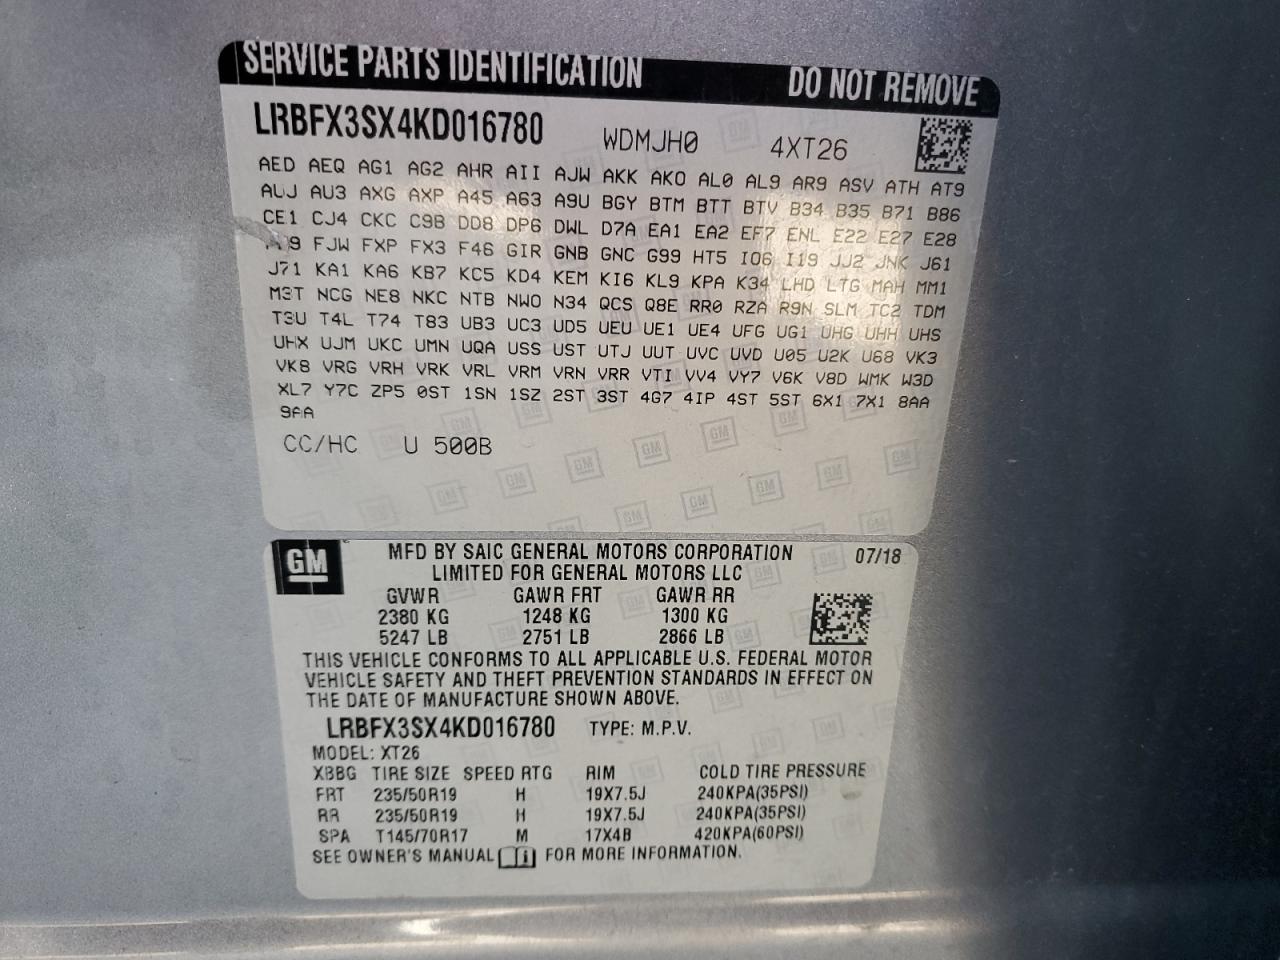 SERVICE PARTS IDENTIFICATION DO NOT REMOVE
LRBFX3SX4KD016780 WDMJH0 4XT26
AED AEQ AG1 AG2 AHR AII AJW AKK AKO AL0 AL9 AR9 ASV ATH AT9
AUJ AU3 AXG AXP A45 A63 A9U BGY BTM BTT BTV B34 B35 B71 B86
CE1 CJ4 CKC C9B DD8 DP6 DWL D7A EA1 EA2 EF7 ENL E22 E27 E28
FJW FXP FX3 F46 GIR GNB GNC G99 HT5 IO6 I19 JJ2 JNK J61
J71 KA1 KA6 KB7 KC5 KD4 KEM KI6 KL9 KPA K34 LHD LTG MAH MM1
M3T NCG NE8 NKC NTB NWO N34 QCS Q8E RR0 RZA R9N SLM TC2 TDM
T3U T4L T74 T83 UB3 UC3 UD5 UEU UE1 UE4 UFG UG1 UHG UHH UHS
UHX UJM UKC UMN UQA USS UST UTJ UUT UVC UVD U05 U2K U68 VK3
VK8 VRG VRH VRK VRL VRM VRN VRR VTI VV4 VY7 V6K V8D WMK W3D
XL7 Y7C ZP5 0ST 1SN 1SZ 2ST 3ST 4G7 4IP 4ST 5ST 6X1 7X1 8AA
9AA
CC/HC U 500B
GM MFD BY SAIC GENERAL MOTORS CORPORATION 07/18
LIMITED FOR GENERAL MOTORS LLC
GVWR GAWR FRT GAWR RR
2380 KG 1248 KG 1300 KG
5247 LB 2751 LB 2866 LB
THIS VEHICLE CONFORMS TO ALL APPLICABLE U.S. FEDERAL MOTOR
VEHICLE SAFETY AND THEFT PREVENTION STANDARDS IN EFFECT ON
THE DATE OF MANUFACTURE SHOWN ABOVE.
LRBFX3SX4KD016780 TYPE: M.P.V.
MODEL: XT26
XBBG TIRE SIZE SPEED RTG RIM COLD TIRE PRESSURE
FRT 235/50R19 H 19X7.5J 240KPA(35PSI)
RR 235/50R19 H 19X7.5J 240KPA(35PSI)
SPA T145/70R17 M 17X4B 420KPA(60PSI)
SEE OWNER'S MANUAL FOR MORE INFORMATION.